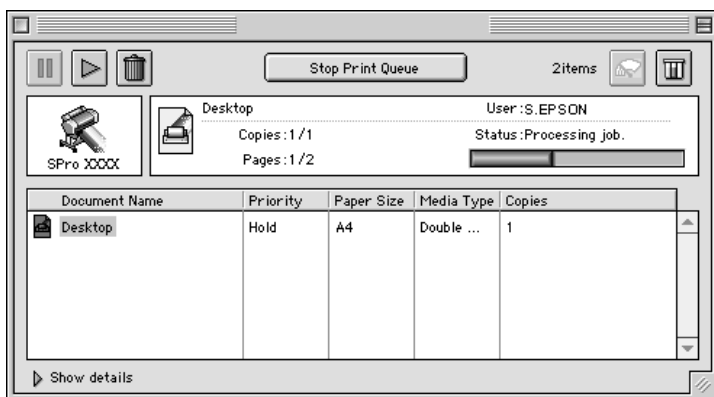 Stop Print Queue 2items
Desktop User:S.EPSON
Copies:1/1 Status:Processing job.
SPro XXXX Pages:1/2
Document Name Priority Paper Size Media Type Copies
Desktop Hold A4 Double ... 1
Show details